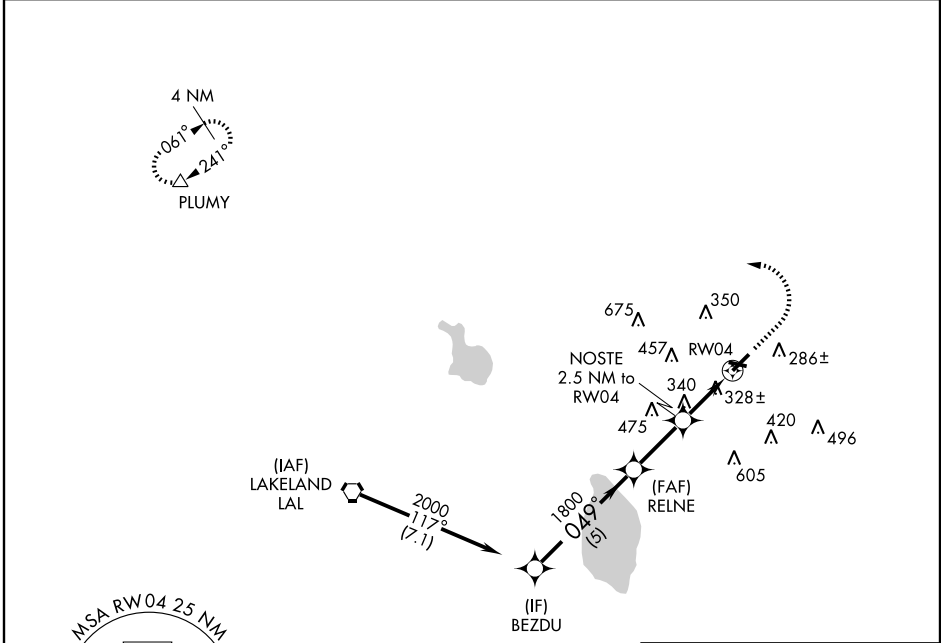 4 NM
061°
241°
PLUMY
675
350
457
RW04
286±
NOSTE
2.5 NM to
RW04
340
328±
475
420
496
605
(IAF)
LAKELAND
LAL
2000
117°
(7.1)
(FAF)
RELNE
1800
049°
(5)
(IF)
BEZDU
MSA RW04 25 NM